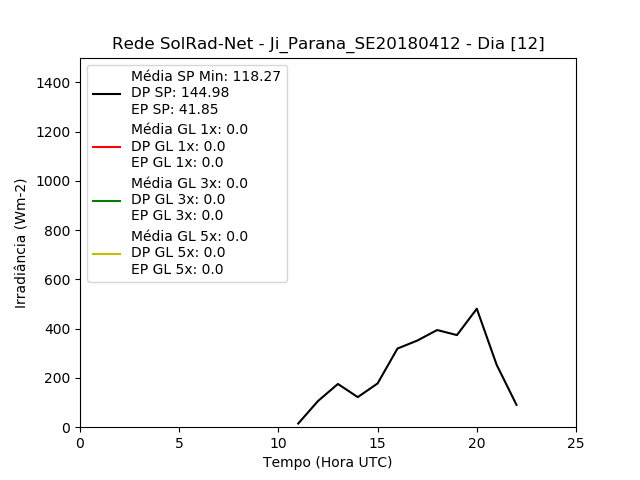 Rede SolRad-Net - Ji_Parana_SE20180412 - Dia [12]
Média SP Min: 118.27
DP SP: 144.98
EP SP: 41.85
Média GL 1x: 0.0
DP GL 1x: 0.0
EP GL 1x: 0.0
Média GL 3x: 0.0
DP GL 3x: 0.0
EP GL 3x: 0.0
Média GL 5x: 0.0
DP GL 5x: 0.0
EP GL 5x: 0.0
Irradiância (Wm-2)
1400
1200
1000
800
600
400
200
0
0 5 10 15 20 25
Tempo (Hora UTC)